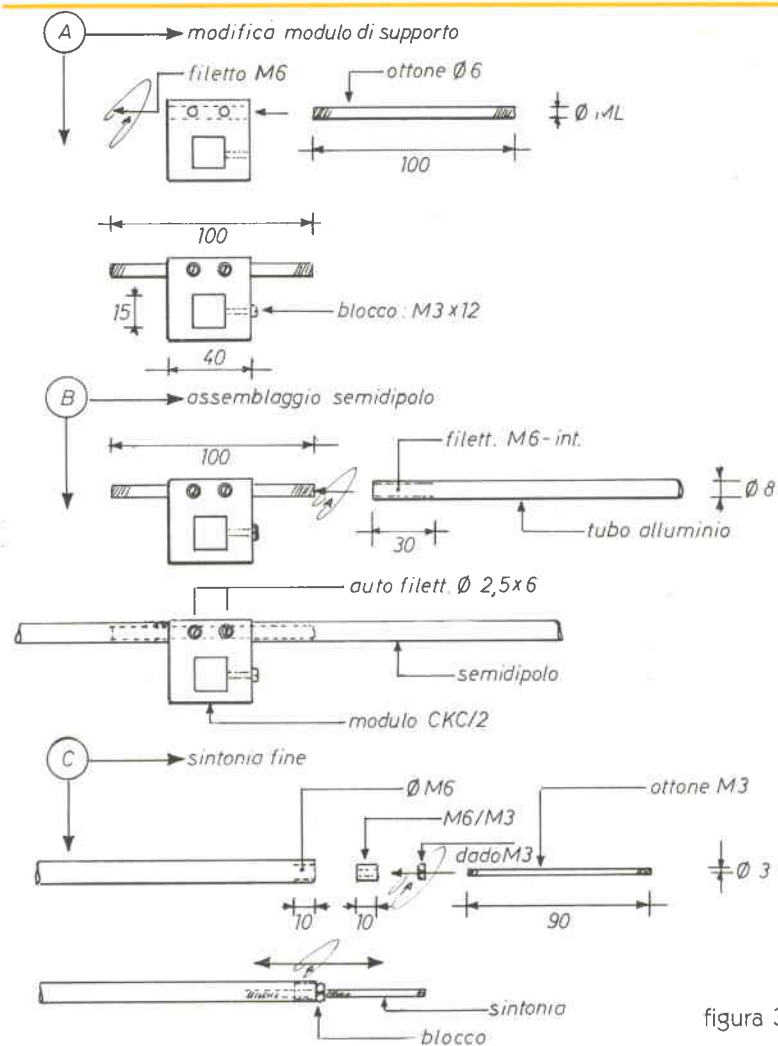 A modifica modulo di supporto
filetto M6
ottone Ø 6
100
100
15
blocco : M3 x 12
40
B assemblaggio semidipolo
100
filett. M6 - int.
A
Ø 8
30
tubo alluminio
auto filett. Ø 2,5 x 6
semidipolo
modulo CKC/2
C sintonia fine
Ø M6
ottone M3
M6/M3
dado M3
A
Ø 3
10
10
90
A
sintonia
blocco
figura 3